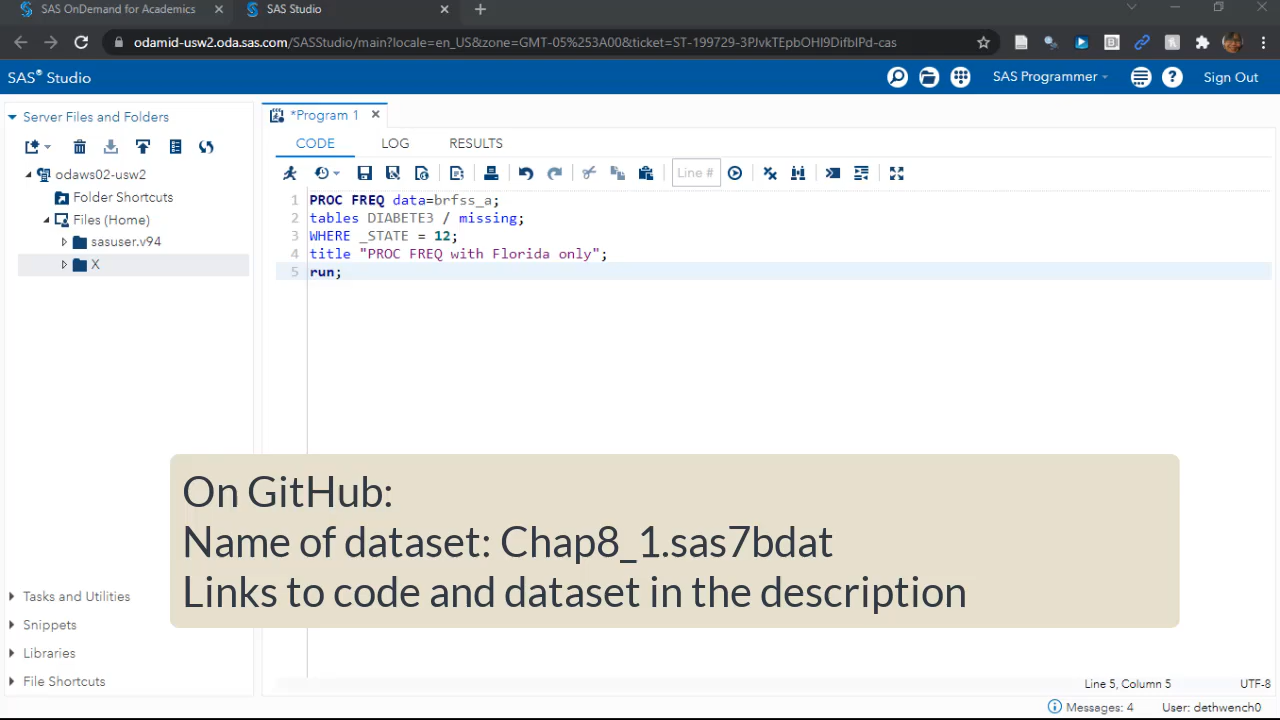 SAS OnDemand for Academics
SAS Studio
odamid-usw2.oda.sas.com/SASStudio/main?locale=en_US&zone=GMT-05%253A00&ticket=ST-199729-3PJvkTEpbOHI9DifbIPd-cas
SAS® Studio
SAS Programmer
Sign Out
Server Files and Folders
odaws02-usw2
Folder Shortcuts
Files (Home)
sasuser.v94
X
Tasks and Utilities
Snippets
Libraries
File Shortcuts
*Program 1
CODE LOG RESULTS
Line #
1 PROC FREQ data=brfss_a;
2 tables DIABETE3 / missing;
3 WHERE _STATE = 12;
4 title "PROC FREQ with Florida only";
5 run;
On GitHub:
Name of dataset: Chap8_1.sas7bdat
Links to code and dataset in the description
Line 5, Column 5
UTF-8
Messages: 4
User: dethwench0